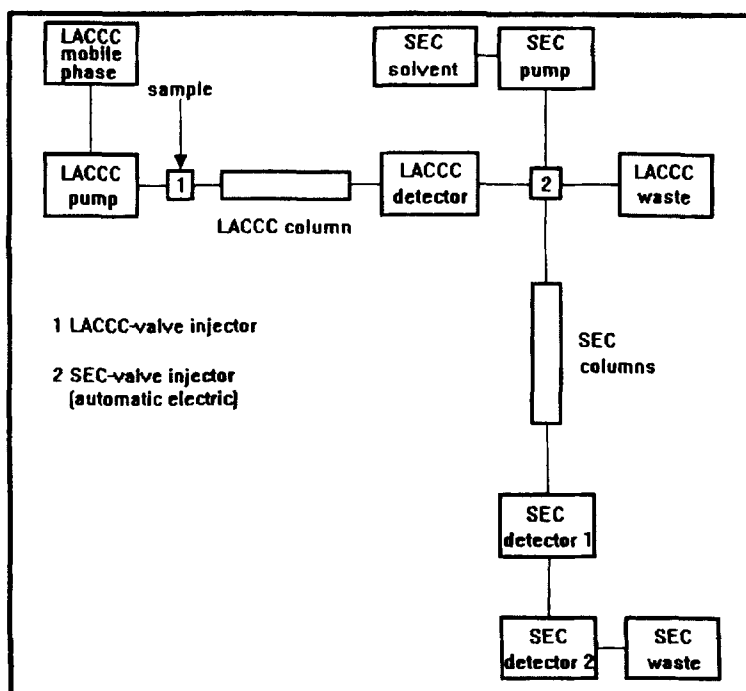 LACCC
mobile
phase
SEC
solvent
SEC
pump
sample
LACCC
pump
1
LACCC column
LACCC
detector
2
LACCC
waste
1 LACCC-valve injector
2 SEC-valve injector
(automatic electric)
SEC
columns
SEC
detector 1
SEC
detector 2
SEC
waste